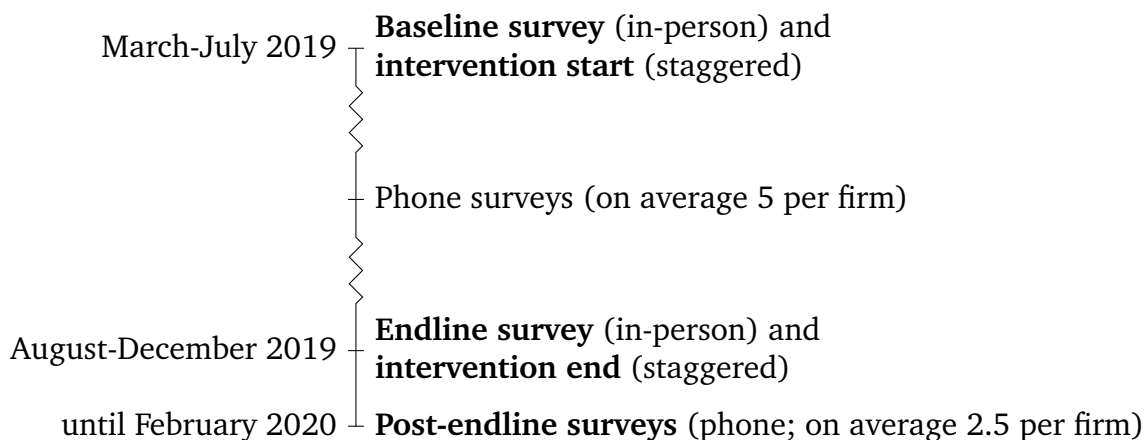 March-July 2019
Baseline survey (in-person) and
intervention start (staggered)
Phone surveys (on average 5 per firm)
August-December 2019
Endline survey (in-person) and
intervention end (staggered)
until February 2020
Post-endline surveys (phone; on average 2.5 per firm)